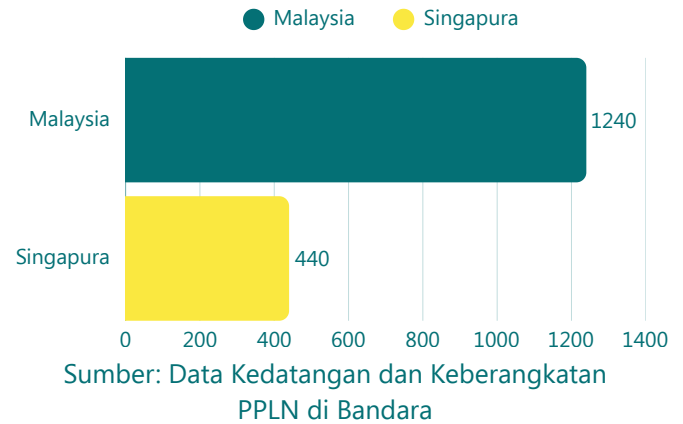 Malaysia Singapura
Malaysia 1240
Singapura 440
0 200 400 600 800 1000 1200 1400
Sumber: Data Kedatangan dan Keberangkatan
PPLN di Bandara